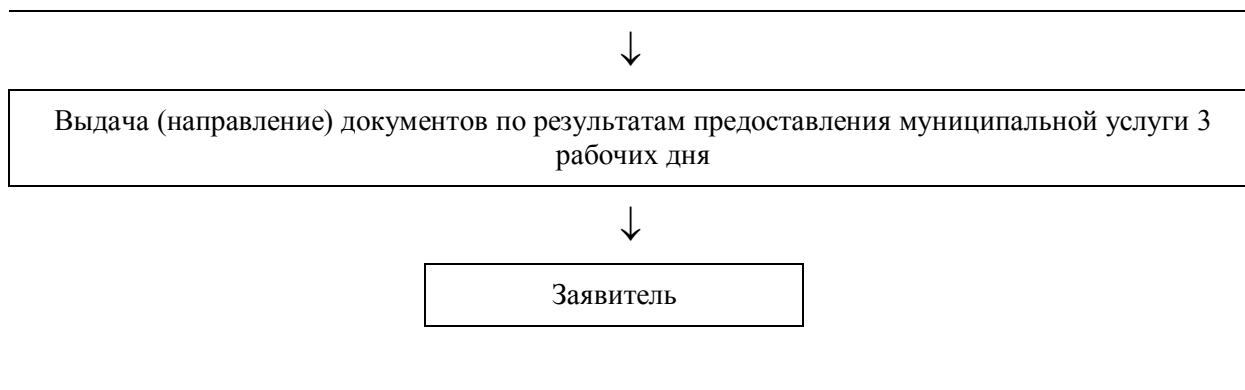 Выдача (направление) документов по результатам предоставления муниципальной услуги 3
рабочих дня
Заявитель